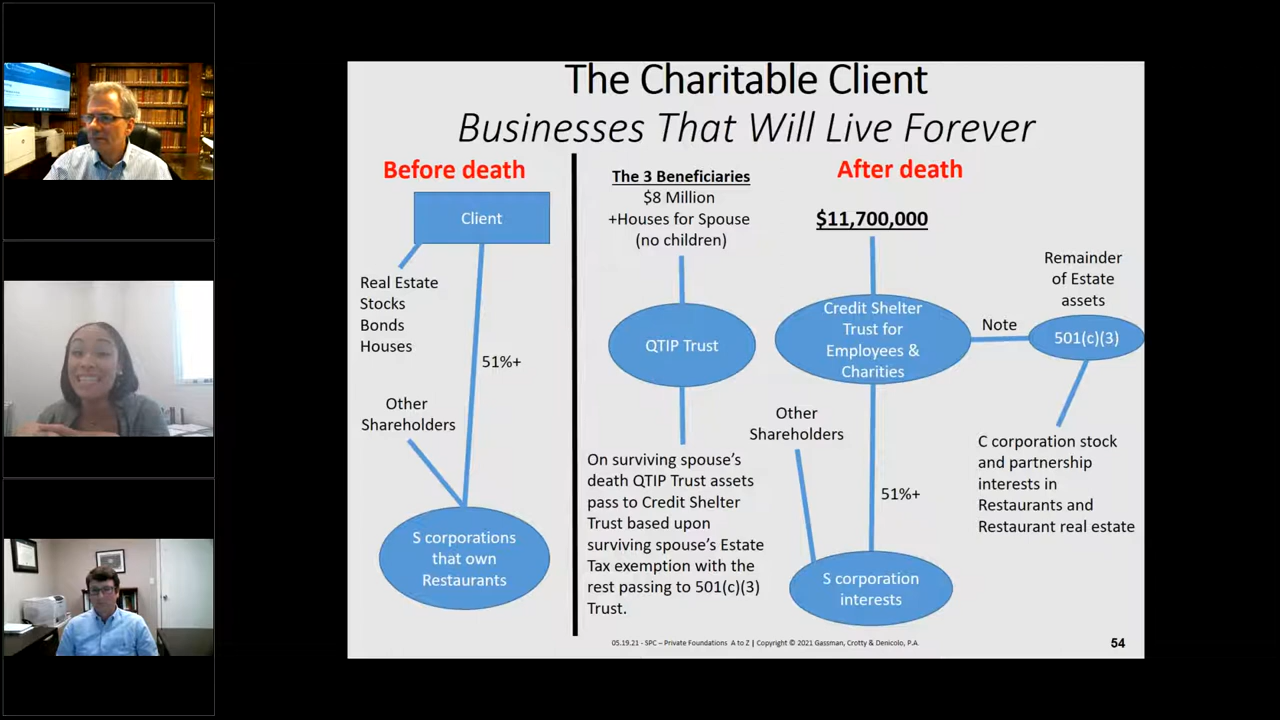 The Charitable Client
Businesses That Will Live Forever
Before death
Client
Real Estate
Stocks
Bonds
Houses
51%+
Other
Shareholders
S corporations
that own
Restaurants
The 3 Beneficiaries
$8 Million
+Houses for Spouse
(no children)
QTIP Trust
On surviving spouse's
death QTIP Trust assets
pass to Credit Shelter
Trust based upon
surviving spouse's Estate
Tax exemption with the
rest passing to 501(c)(3)
Trust.
After death
$11,700,000
Credit Shelter
Trust for
Employees &
Charities
Note
Remainder
of Estate
assets
501(c)(3)
Other
Shareholders
51%+
S corporation
interests
C corporation stock
and partnership
interests in
Restaurants and
Restaurant real estate
05.19.21 - SPC – Private Foundations A to Z | Copyright © 2021 Gassman, Crotty & Denicolo, P.A.
54